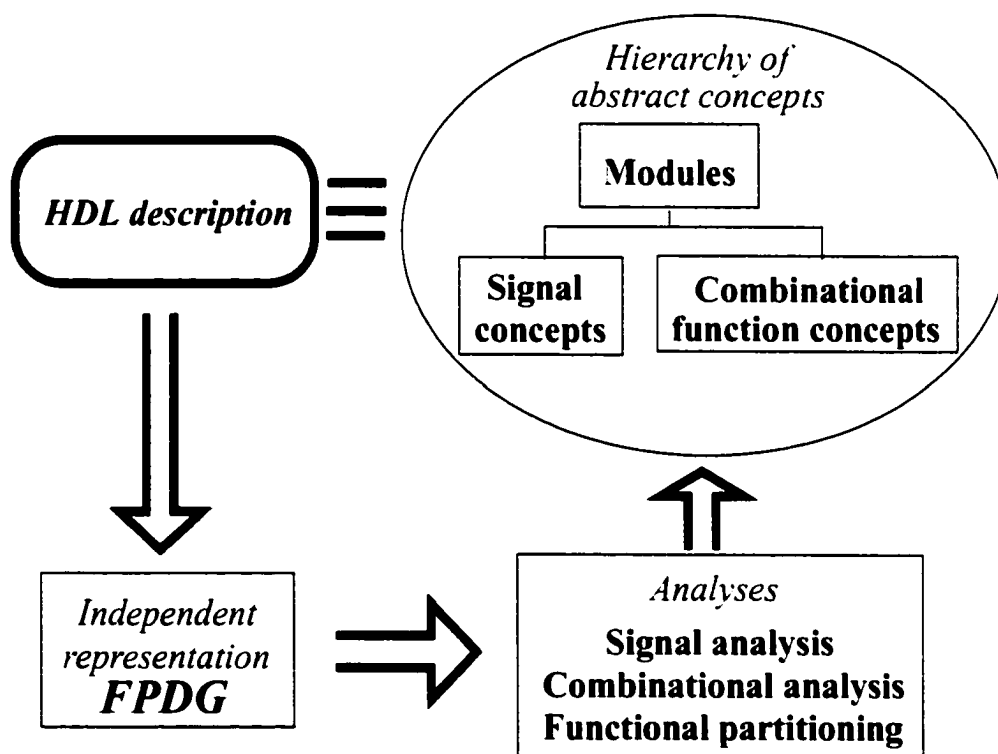 Hierarchy of
abstract concepts
Modules
HDL description
Signal
concepts
Combinational
function concepts
Independent
representation
FPDG
Analyses
Signal analysis
Combinational analysis
Functional partitioning